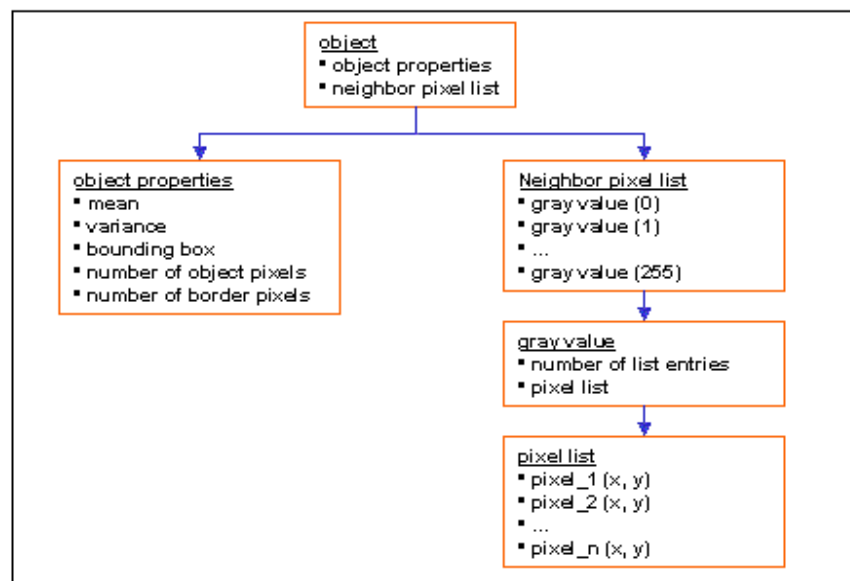 object
▪ object properties
▪ neighbor pixel list
object properties
▪ mean
▪ variance
▪ bounding box
▪ number of object pixels
▪ number of border pixels
Neighbor pixel list
▪ gray value (0)
▪ gray value (1)
▪ ...
▪ gray value (255)
gray value
▪ number of list entries
▪ pixel list
pixel list
▪ pixel_1 (x, y)
▪ pixel_2 (x, y)
▪ ...
▪ pixel_n (x, y)